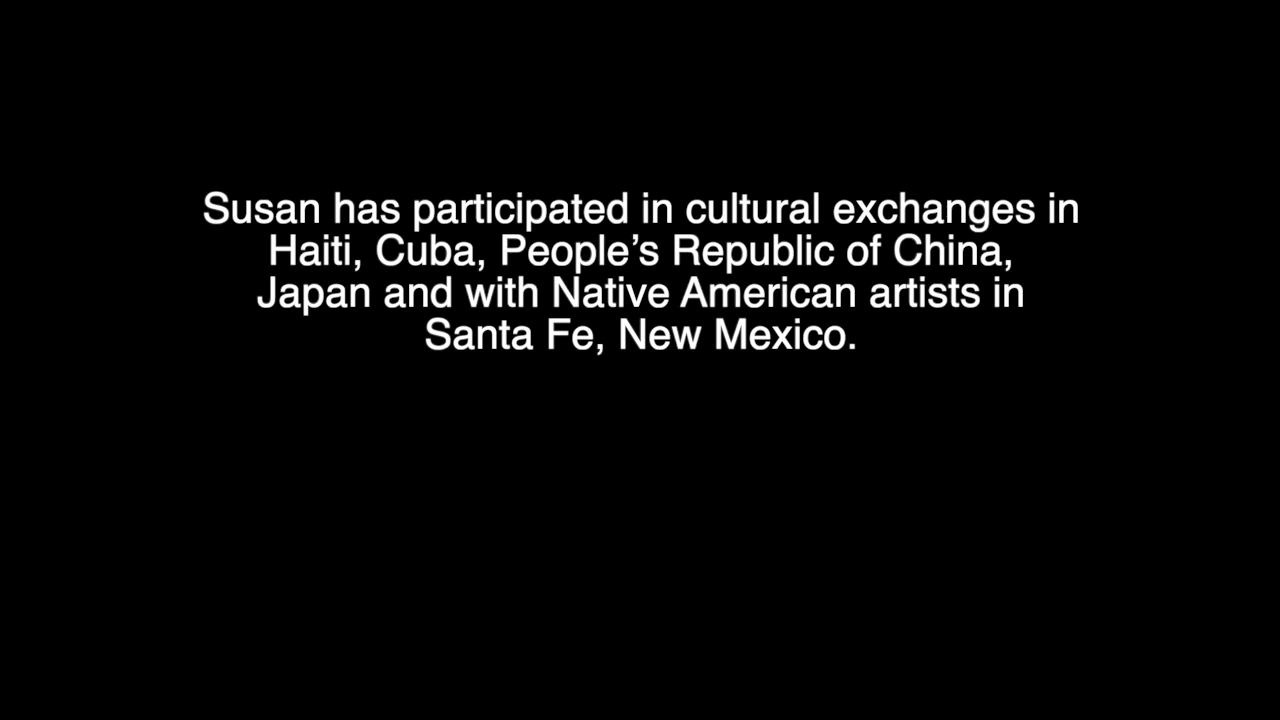 Susan has participated in cultural exchanges in
Haiti, Cuba, People’s Republic of China,
Japan and with Native American artists in
Santa Fe, New Mexico.